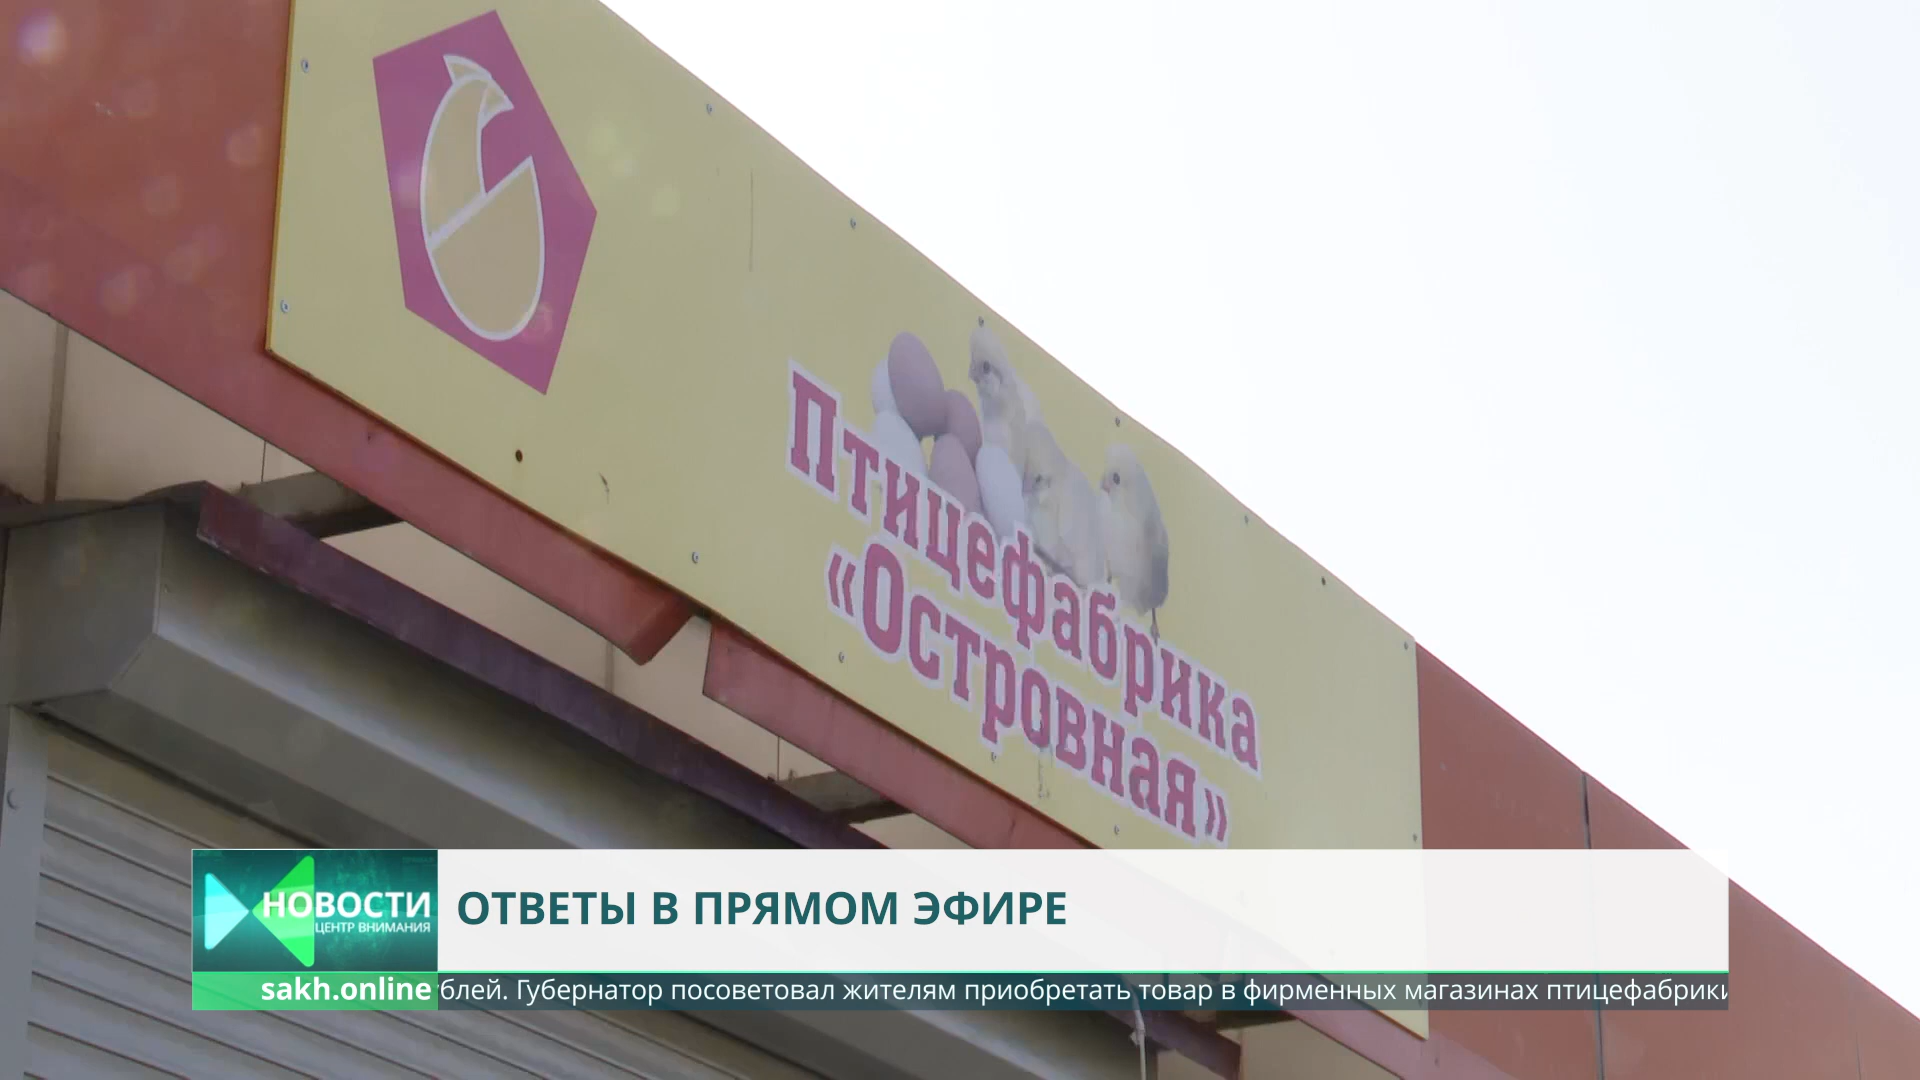 Птицефабрика
«Островная»
НОВОСТИ
ЦЕНТР ВНИМАНИЯ
ОТВЕТЫ В ПРЯМОМ ЭФИРЕ
sakh.online
блей. Губернатор посоветовал жителям приобретать товар в фирменных магазинах птицефабрики